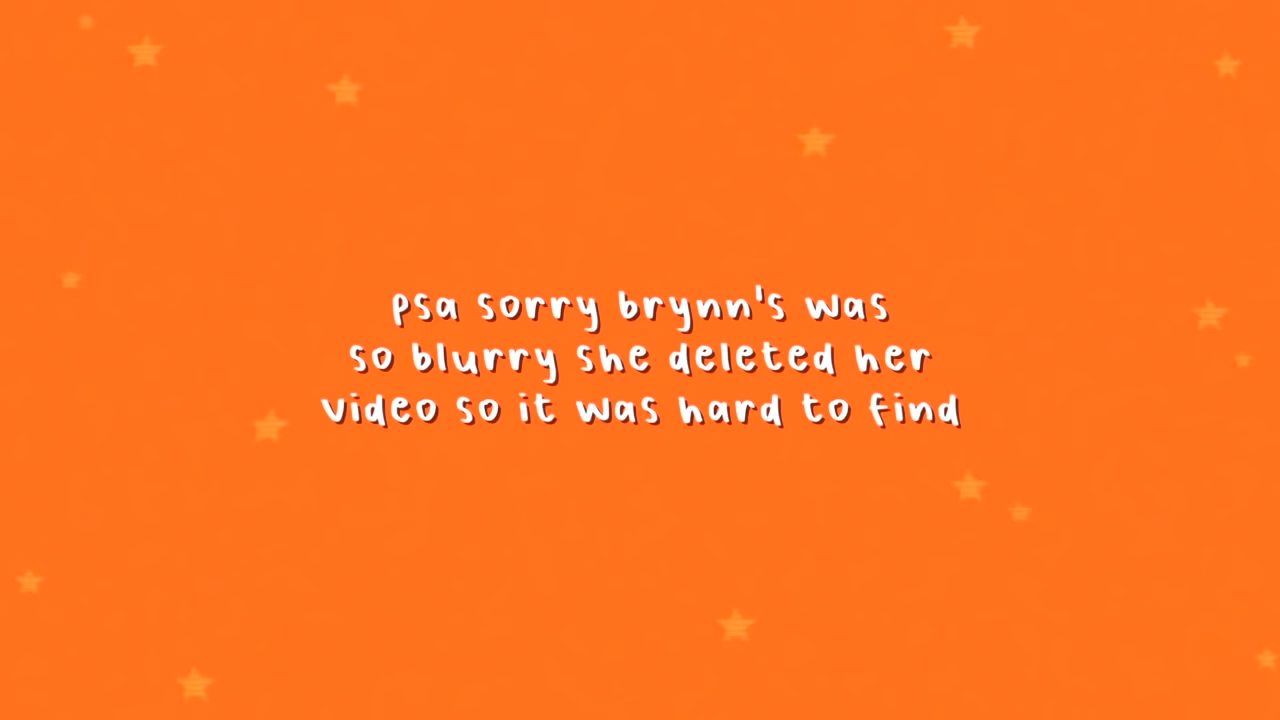 psa sorry brynn's was
so blurry she deleted her
video so it was hard to find